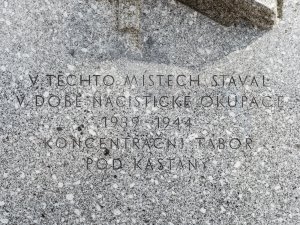 V TĚCHTO MÍSTECH STÁVAL
V DOBĚ NACISTICKÉ OKUPACE
1939-1944
KONCENTRAČNÍ TÁBOR
POD KAŠTANY